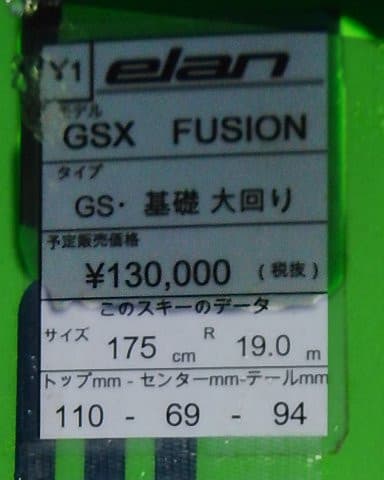 Y1 elan
モデル
GSX FUSION
タイプ
GS・ 基礎 大回り
予定販売価格
¥130,000 (税抜)
このスキーのデータ
サイズ 175 cm R 19.0 m
トップmm - センターmm-テールmm
110 - 69 - 94